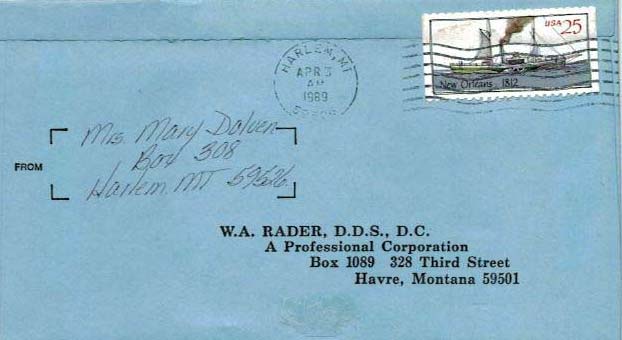 HARLEM, MT
APR 3
AM
1989
USA 25
New Orleans 1812
FROM
Mrs. Mary
Box 308
Harlem. MT 59526.
W.A. RADER, D.D.S., D.C.
A Professional Corporation
Box 1089 328 Third Street
Havre, Montana 59501